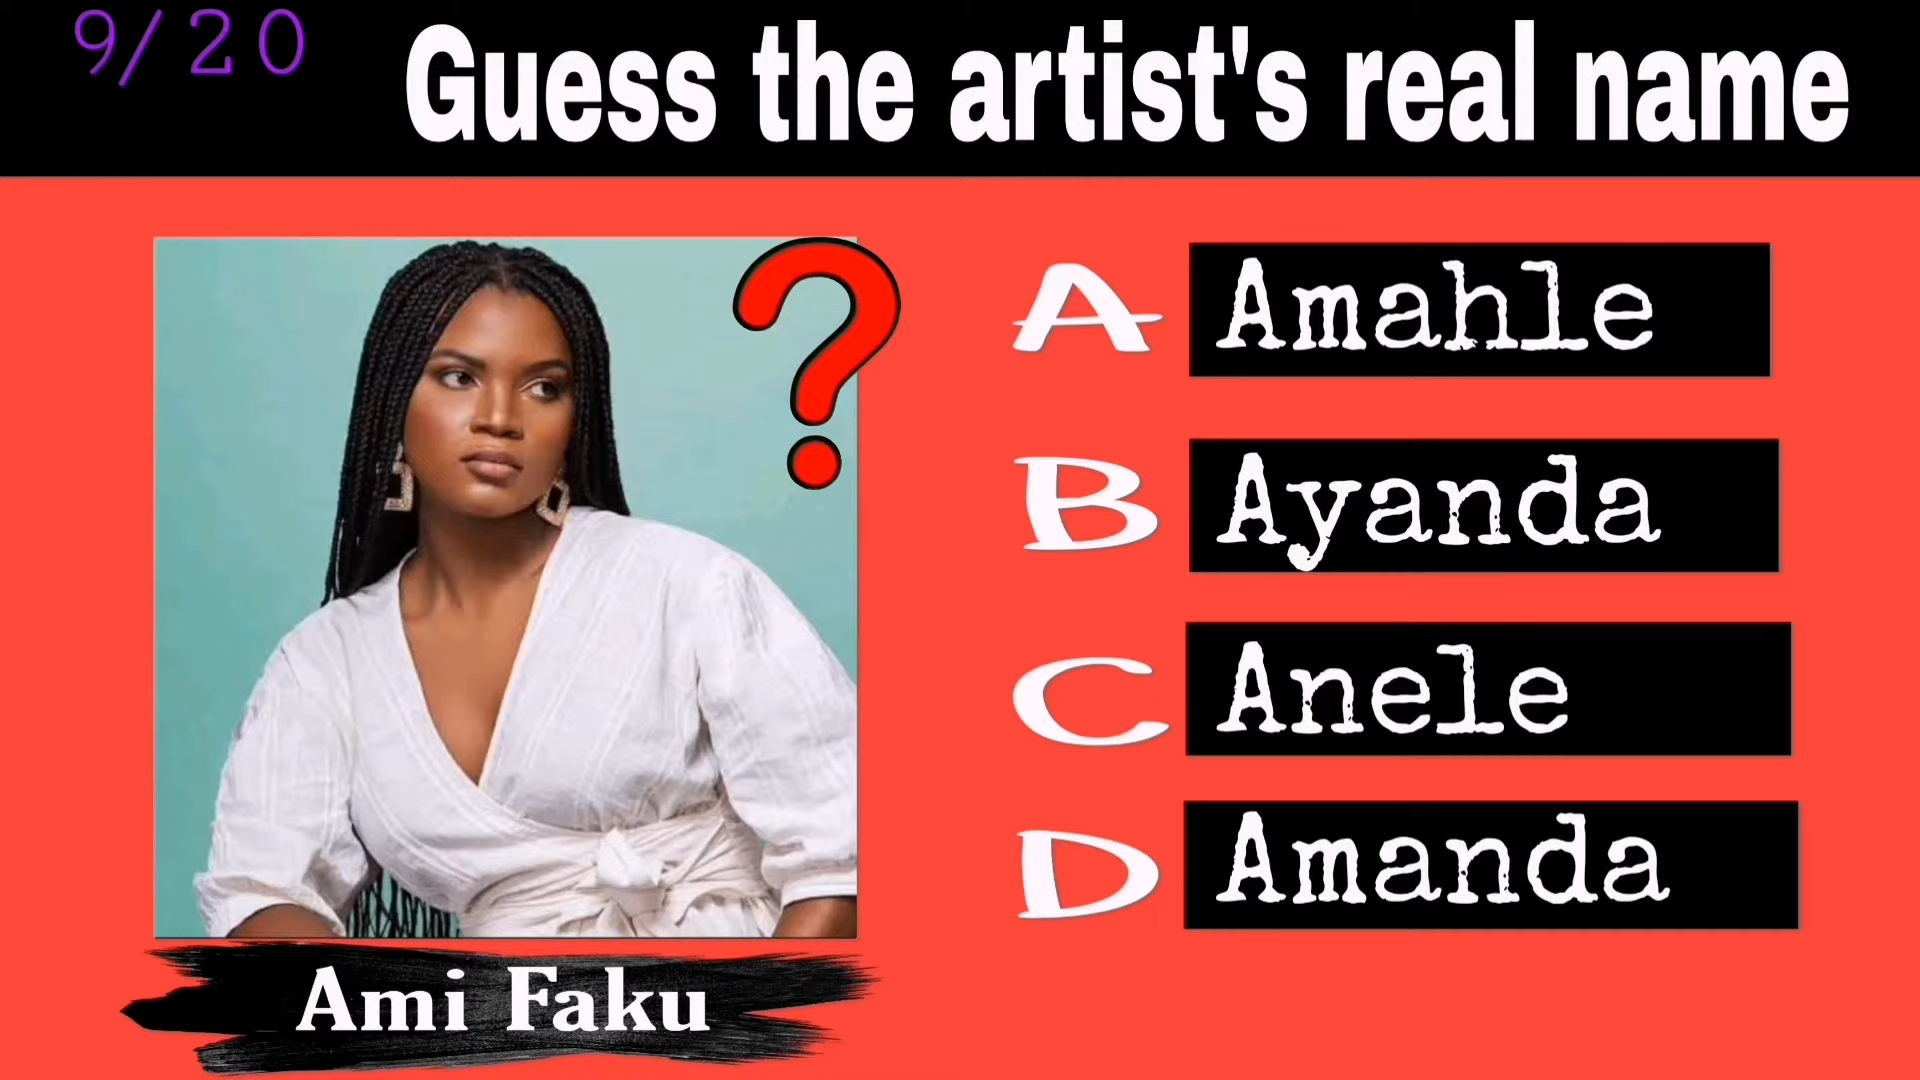 9/20
Guess the artist's real name
?
A Amahle
B Ayanda
C Anele
D Amanda
Ami Faku